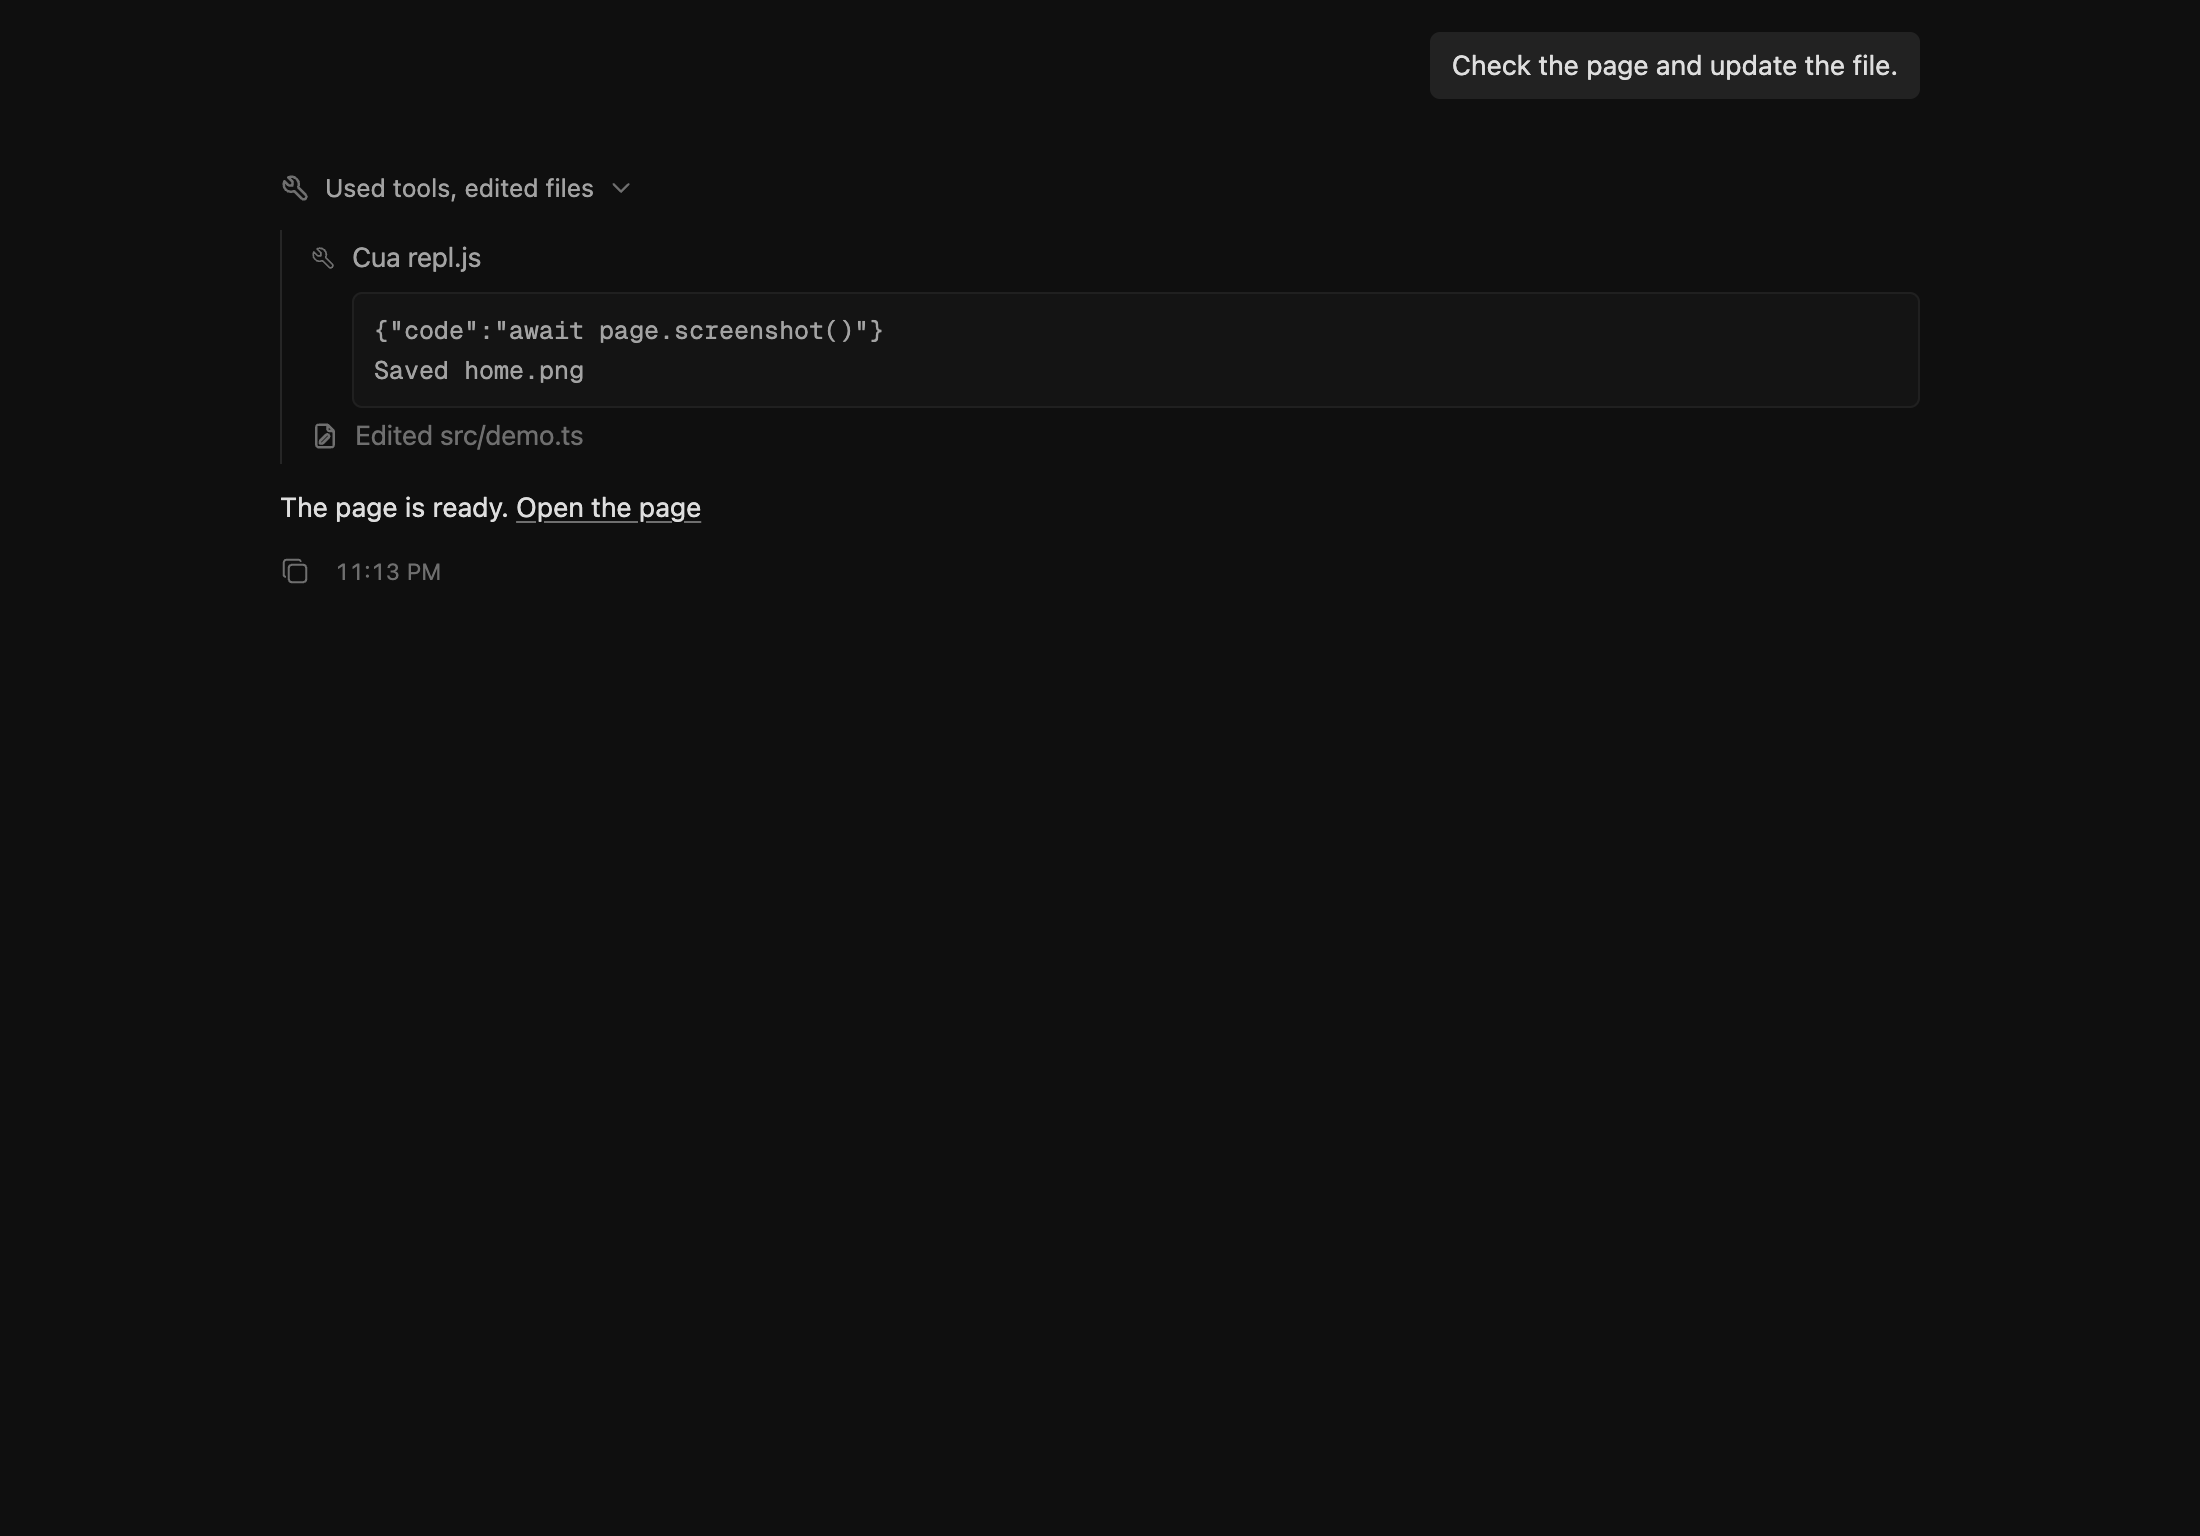 Check the page and update the file.
Used tools, edited files
Cua repl.js
{"code":"await page.screenshot()"}
Saved home.png
Edited src/demo.ts
The page is ready. Open the page
11:13 PM